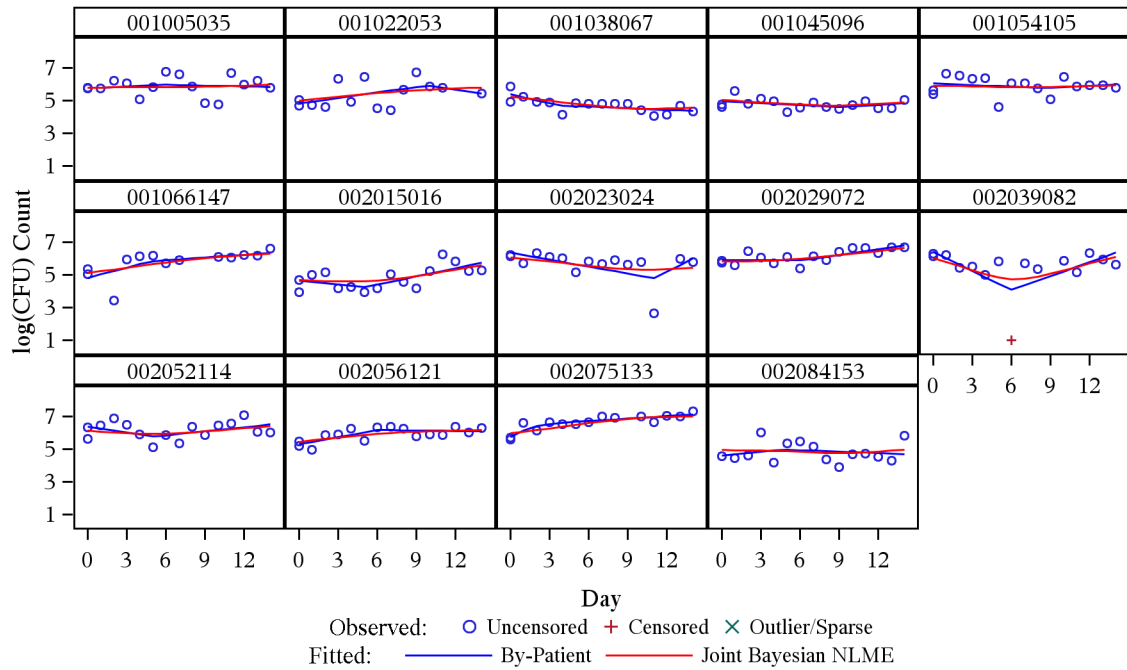 001005035 001022053 001038067 001045096 001054105
7
5
3
1
001066147 002015016 002023024 002029072 002039082
7
5
3
1
0 3 6 9 12
002052114 002056121 002075133 002084153
7
5
3
1
0 3 6 9 12 0 3 6 9 12 0 3 6 9 12 0 3 6 9 12
log(CFU) Count
Day
Observed: Uncensored Censored Outlier/Sparse
Fitted: By-Patient Joint Bayesian NLME